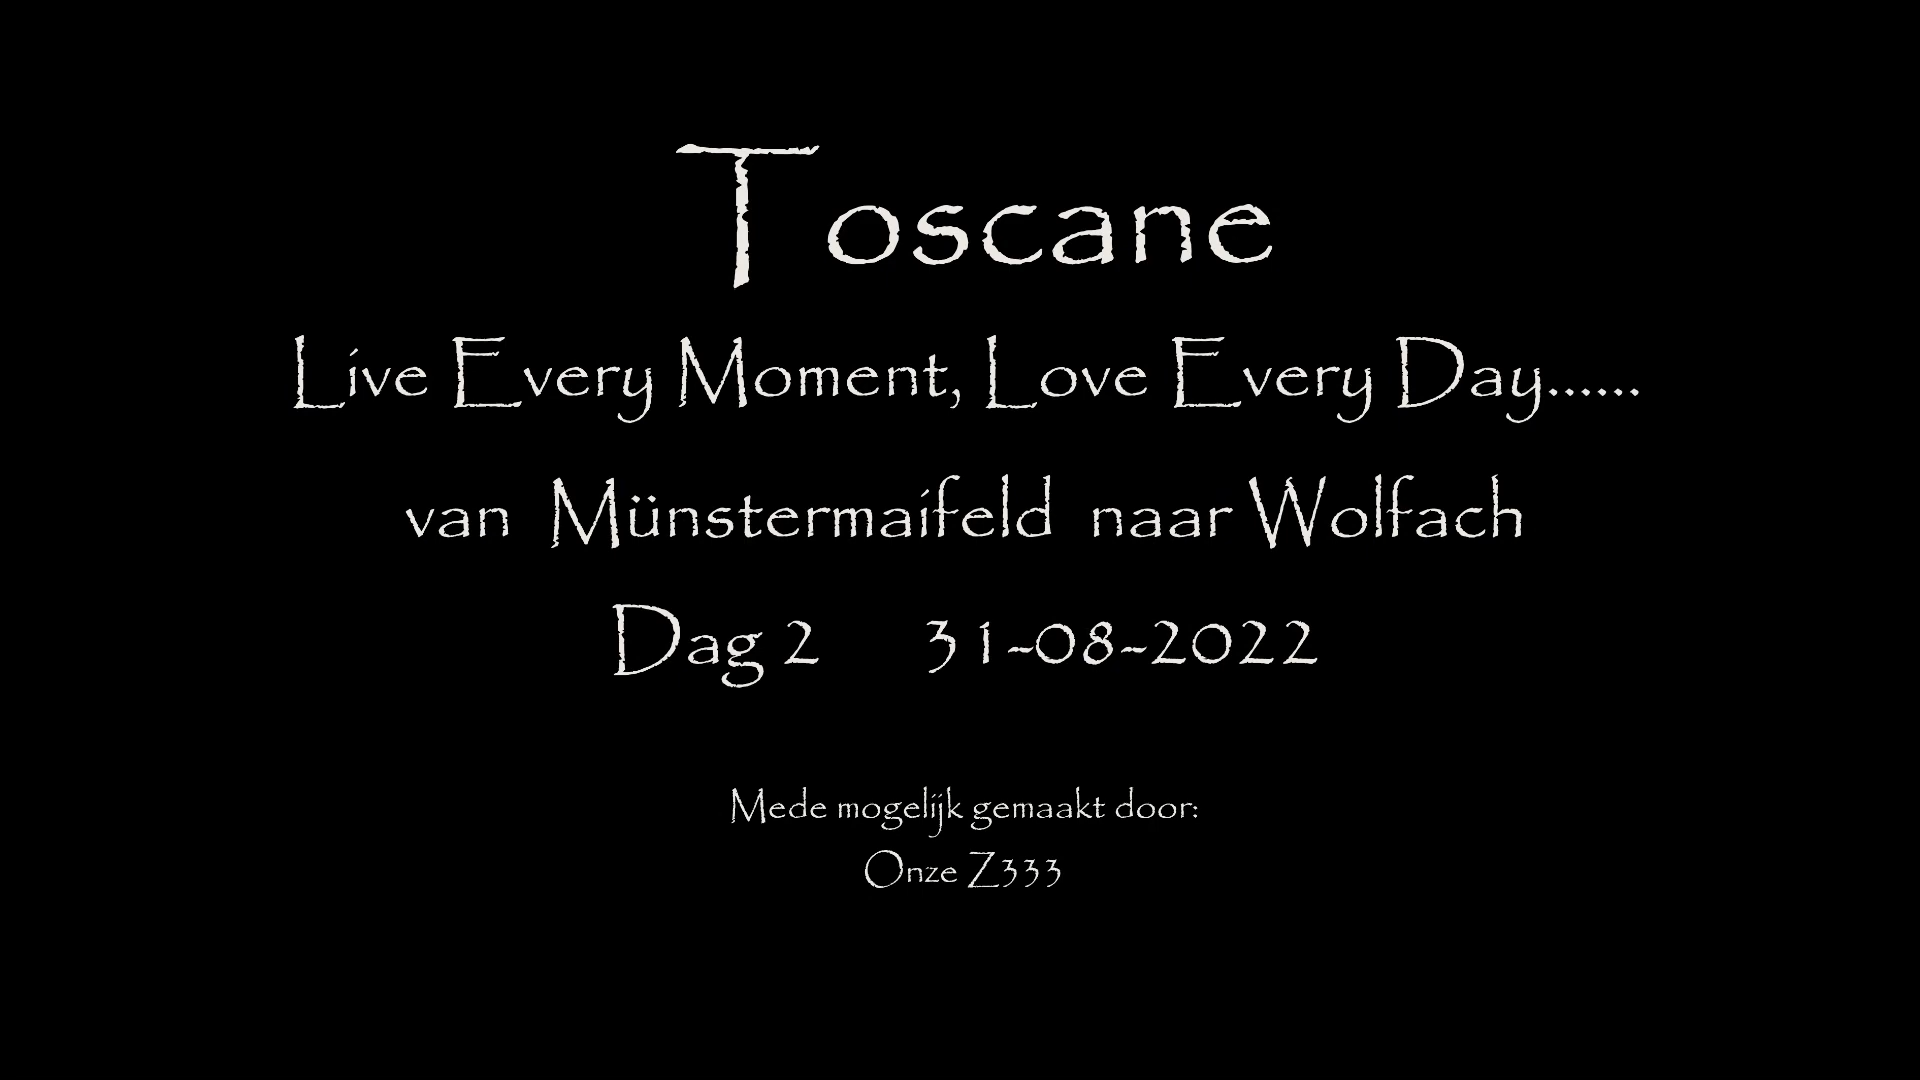 Toscane
Live Every Moment, Love Every Day......
van Münstermaifeld naar Wolfach
Dag 2 31-08-2022
Mede mogelijk gemaakt door:
Onze Z333